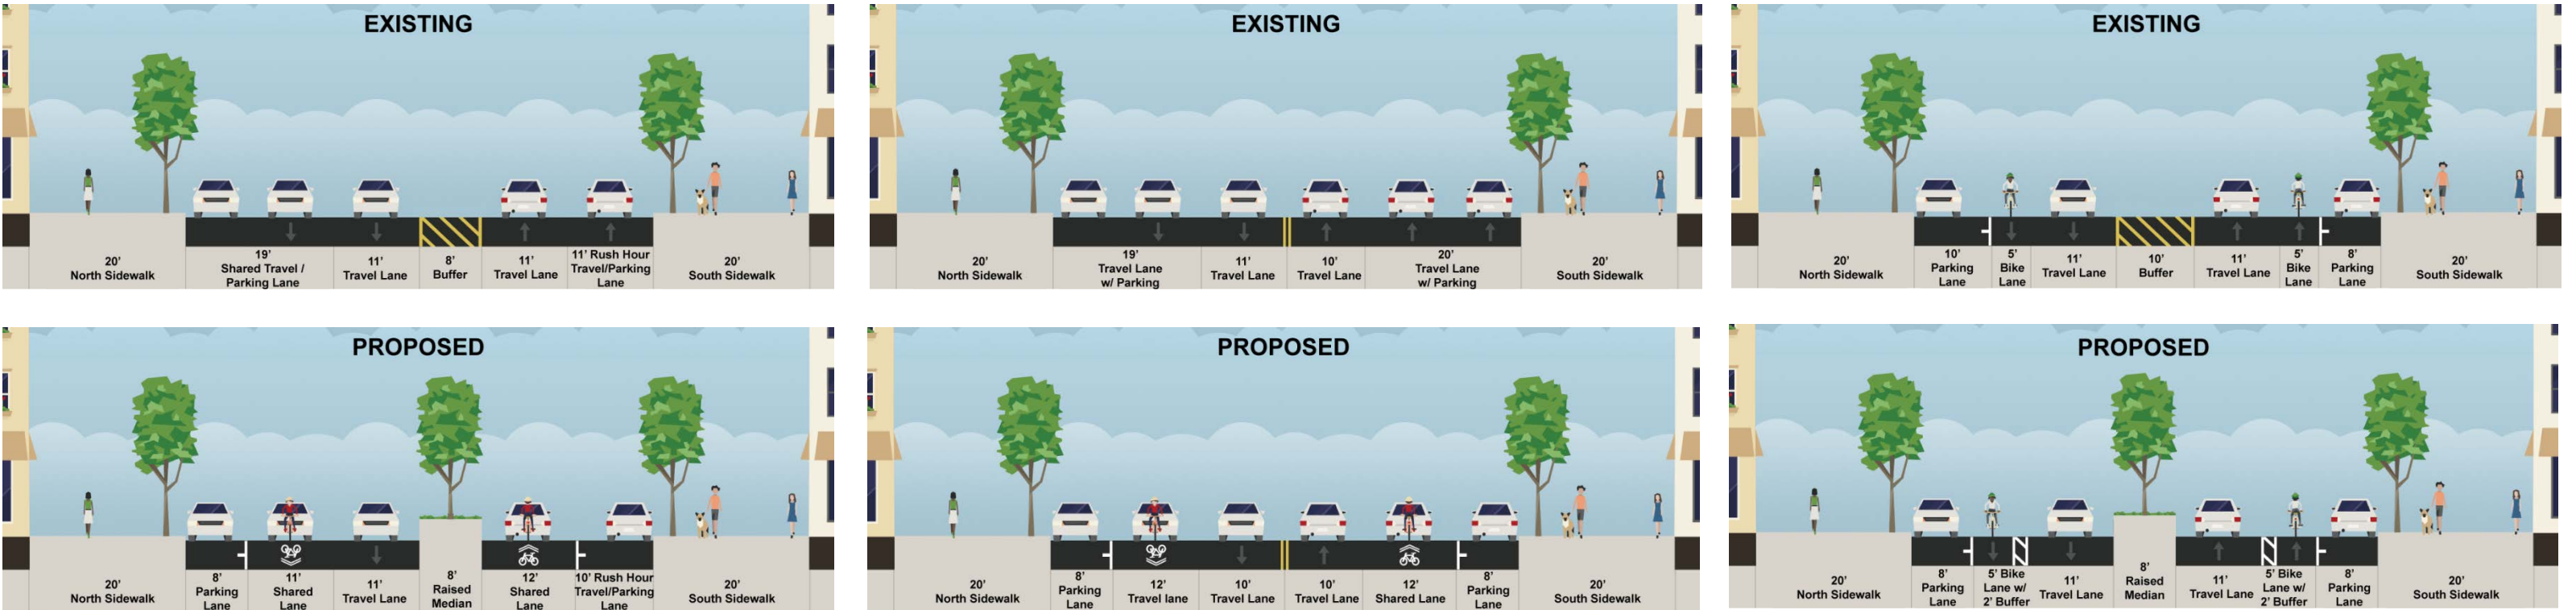 EXISTING
20'
North Sidewalk
19'
Shared Travel /
Parking Lane
11'
Travel Lane
8'
Buffer
11'
Travel Lane
11' Rush Hour
Travel/Parking
Lane
20'
South Sidewalk
EXISTING
20'
North Sidewalk
19'
Travel Lane
w/ Parking
11'
Travel Lane
10'
Travel Lane
20'
Travel Lane
w/ Parking
20'
South Sidewalk
EXISTING
20'
North Sidewalk
10'
Parking
Lane
5'
Bike
Lane
11'
Travel Lane
10'
Buffer
11'
Travel Lane
5'
Bike
Lane
8'
Parking
Lane
20'
South Sidewalk
PROPOSED
20'
North Sidewalk
8'
Parking
Lane
11'
Shared
Lane
11'
Travel Lane
8'
Raised
Median
12'
Shared
Lane
10' Rush Hour
Travel/Parking
Lane
20'
South Sidewalk
PROPOSED
20'
North Sidewalk
8'
Parking
Lane
12'
Travel lane
10'
Travel Lane
10'
Travel Lane
12'
Shared Lane
8'
Parking
Lane
20'
South Sidewalk
PROPOSED
20'
North Sidewalk
8'
Parking
Lane
5' Bike
Lane w/
2' Buffer
11'
Travel Lane
8'
Raised
Median
11'
Travel Lane
5' Bike
Lane w/
2' Buffer
8'
Parking
Lane
20'
South Sidewalk